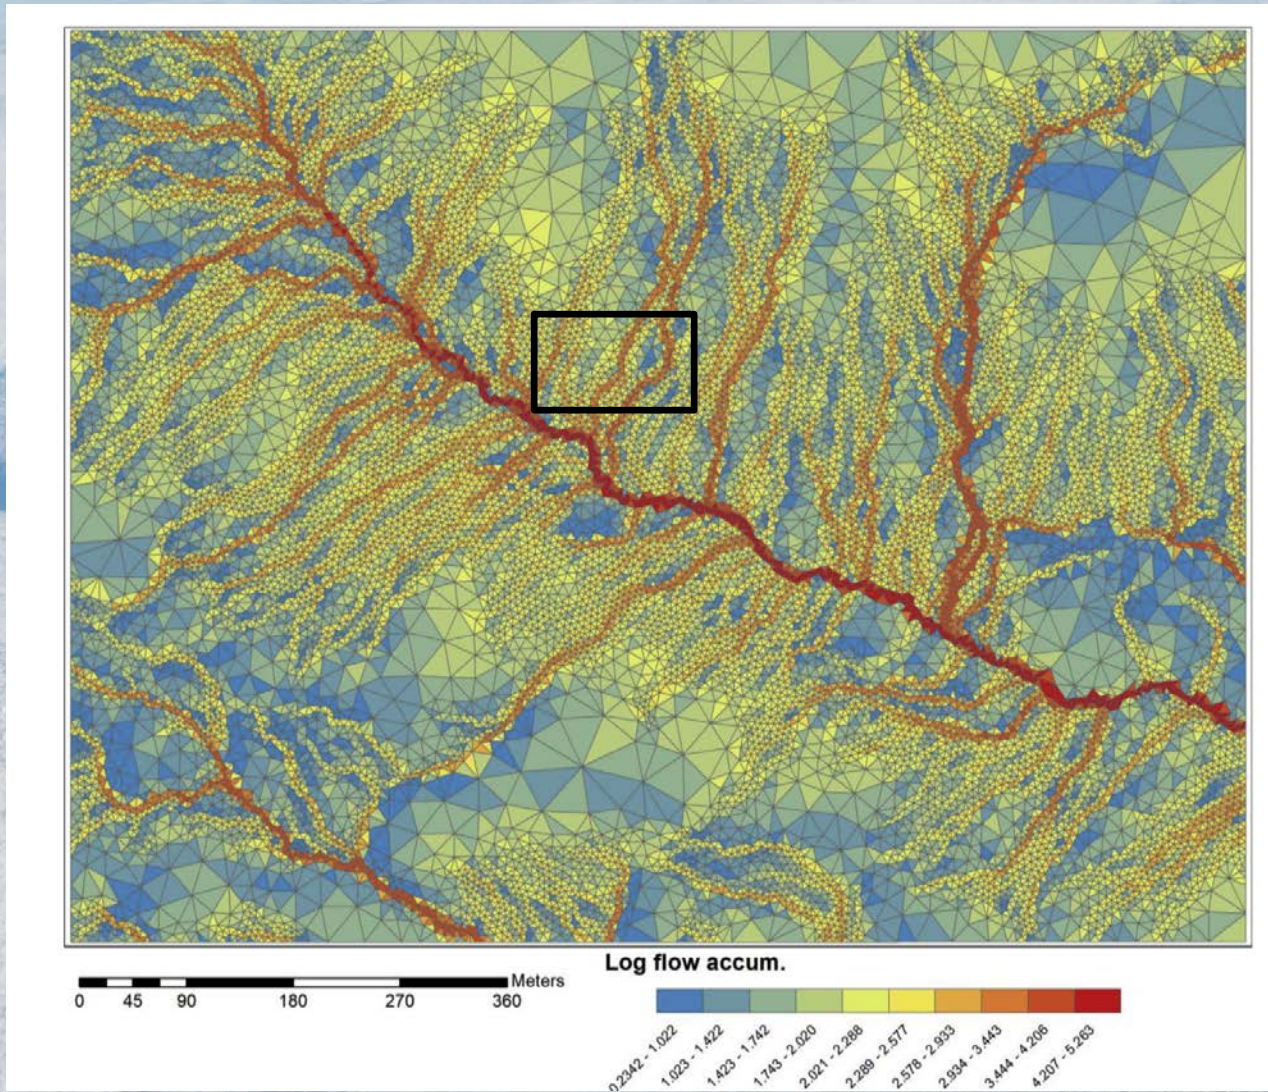 Log flow accum.
Meters
0 45 90 180 270 360
0.2342 - 1.022
1.023 - 1.422
1.423 - 1.742
1.743 - 2.020
2.021 - 2.288
2.289 - 2.577
2.578 - 2.933
2.934 - 3.443
3.444 - 4.206
4.207 - 5.263